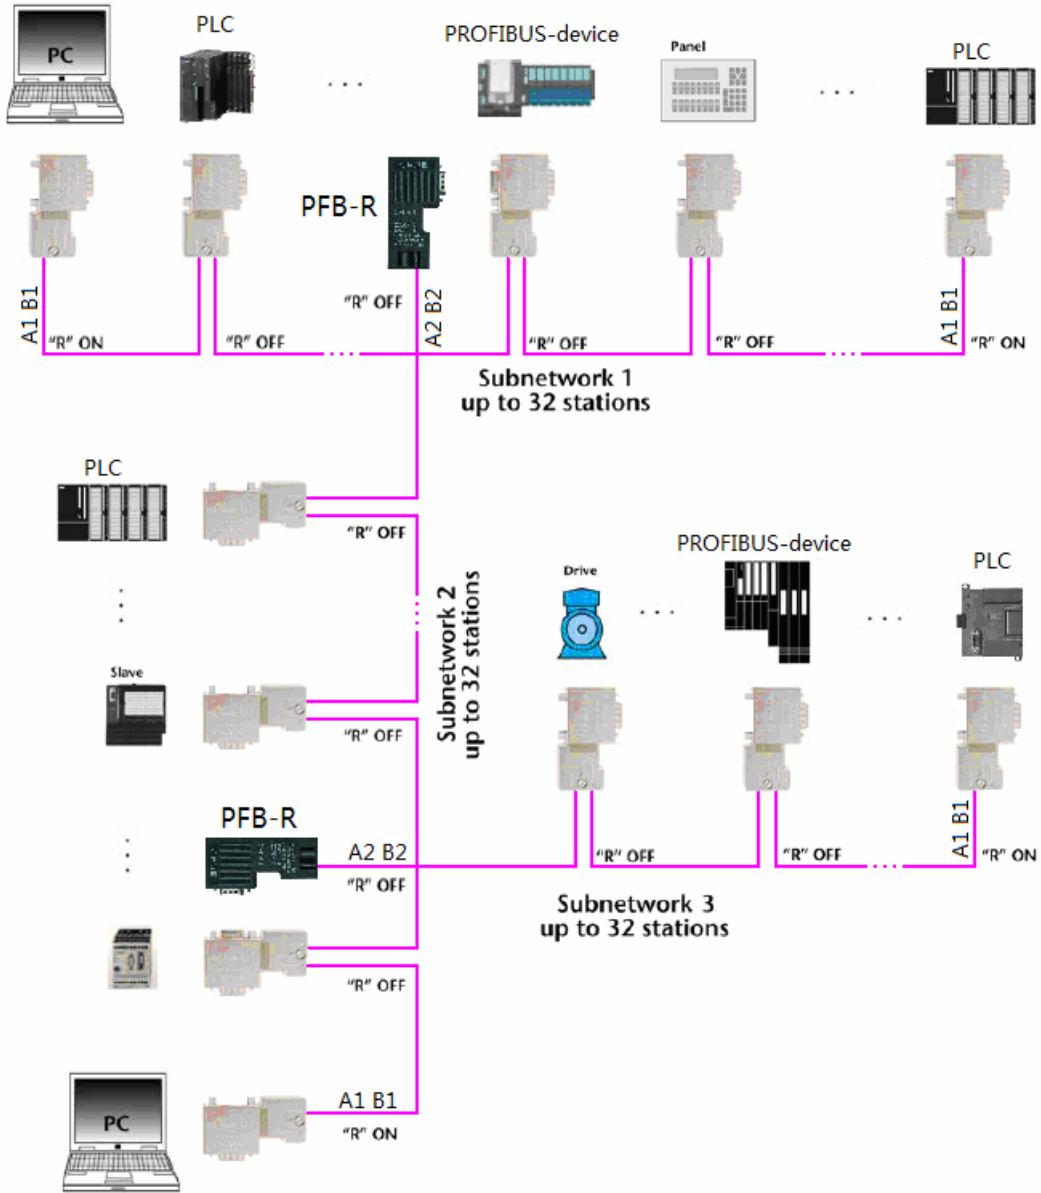 PC
PLC
PROFIBUS-device
Panel
PLC
PFB-R
A1 B1
"R" ON
"R" OFF
"R" OFF
A2 B2
"R" OFF
"R" OFF
A1 B1
"R" ON
Subnetwork 1
up to 32 stations
PLC
"R" OFF
Slave
"R" OFF
Subnetwork 2
up to 32 stations
Drive
PROFIBUS-device
PLC
PFB-R
A2 B2
"R" OFF
"R" OFF
"R" OFF
A1 B1
"R" ON
Subnetwork 3
up to 32 stations
"R" OFF
PC
A1 B1
"R" ON